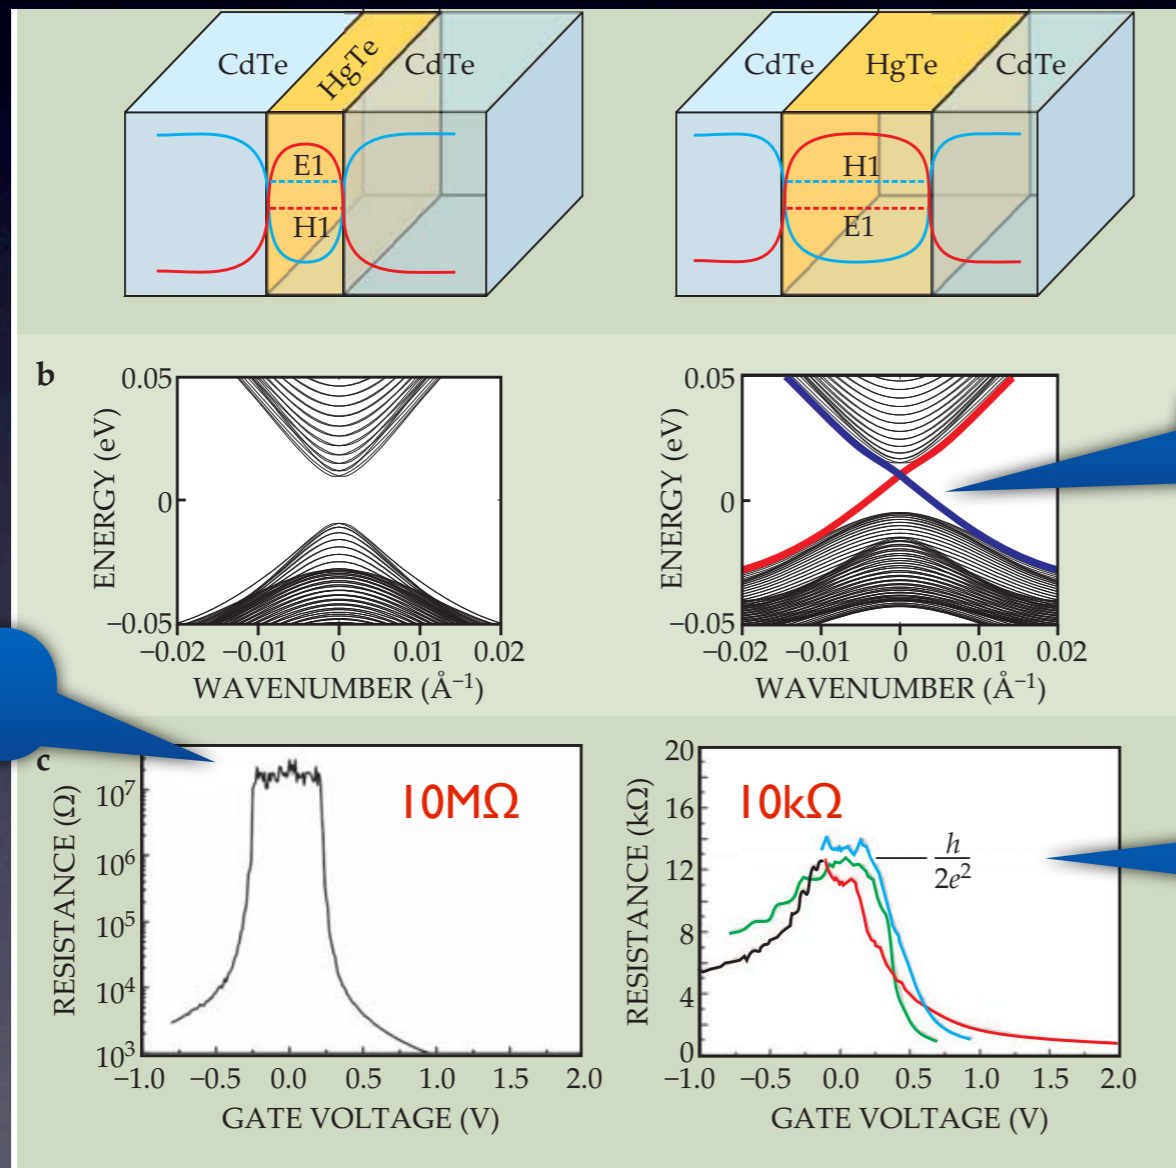 CdTe HgTe CdTe
E1
H1
CdTe HgTe CdTe
H1
E1
b
ENERGY (eV)
0.05
0
−0.05
−0.02 −0.01 0 0.01 0.02
WAVENUMBER (Å⁻¹)
ENERGY (eV)
0.05
0
−0.05
−0.02 −0.01 0 0.01 0.02
WAVENUMBER (Å⁻¹)
c
RESISTANCE (Ω)
10⁷
10⁶
10⁵
10⁴
10³
10MΩ
−1.0 −0.5 0.0 0.5 1.0 1.5 2.0
GATE VOLTAGE (V)
RESISTANCE (kΩ)
20
16
12
8
4
0
10kΩ
h
2e²
−1.0 −0.5 0.0 0.5 1.0 1.5 2.0
GATE VOLTAGE (V)